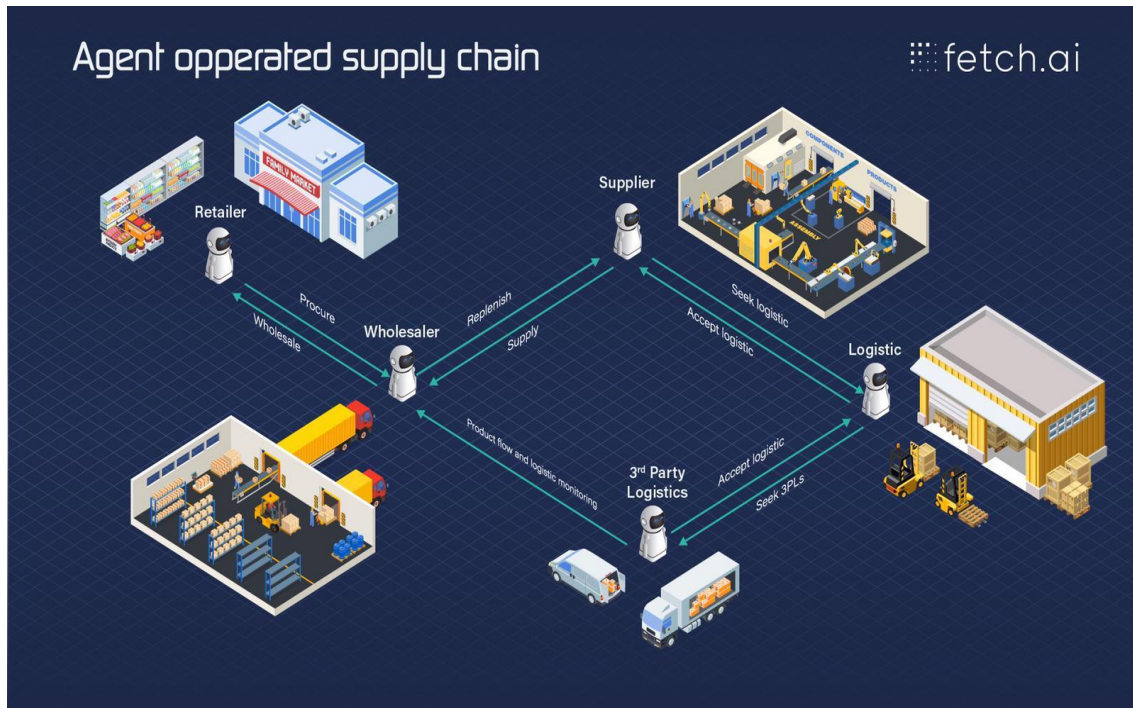 Agent opperated supply chain
fetch.ai
COMPONENTS
PRODUCTS
ASSEMBLY
FAMILY MARKET
Supplier
Retailer
Procure
Wholesale
Wholesaler
Replenish
Supply
Seek logistic
Accept logistic
Logistic
Product flow and logistic monitoring
3rd Party
Logistics
Accept logistic
Seek 3PLs